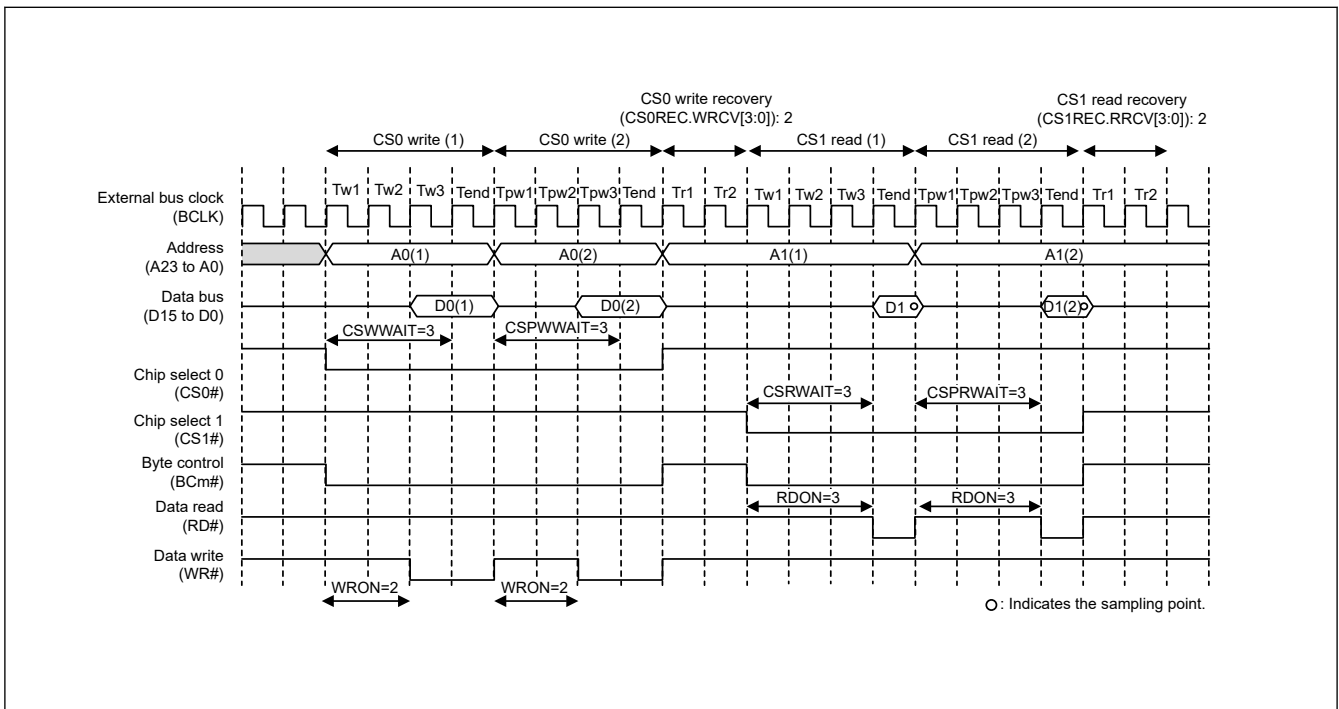 CS0 write recovery
(CS0REC.WRCV[3:0]): 2
CS1 read recovery
(CS1REC.RRCV[3:0]): 2
CS0 write (1) CS0 write (2) CS1 read (1) CS1 read (2)
Tw1 Tw2 Tw3 Tend Tpw1 Tpw2 Tpw3 Tend Tr1 Tr2 Tw1 Tw2 Tw3 Tend Tpw1 Tpw2 Tpw3 Tend Tr1 Tr2
External bus clock
(BCLK)
Address
(A23 to A0)
A0(1) A0(2) A1(1) A1(2)
Data bus
(D15 to D0)
D0(1) D0(2) D1 D1(2)
CSWWAIT=3 CSPWWAIT=3
Chip select 0
(CS0#)
CSRWAIT=3 CSPRWAIT=3
Chip select 1
(CS1#)
Byte control
(BCm#)
Data read
(RD#)
RDON=3 RDON=3
Data write
(WR#)
WRON=2 WRON=2
: Indicates the sampling point.